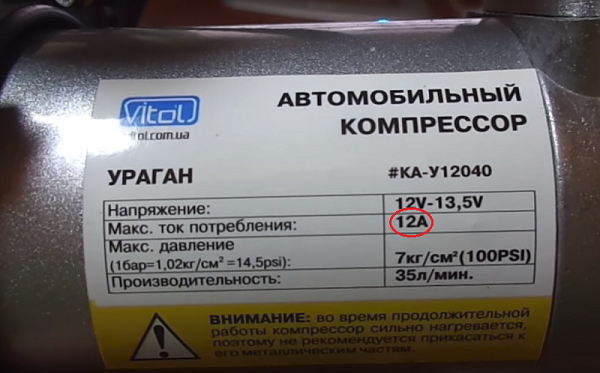 Vitol
vitol.com.ua
АВТОМОБИЛЬНЫЙ
КОМПРЕССОР
УРАГАН #КА-У12040
Напряжение: 12V-13,5V
Макс. ток потребления: 12А
Макс. давление
(1бар=1,02кг/см² =14,5psi): 7кг/см²(100PSI)
Производительность: 35л/мин.
ВНИМАНИЕ: во время продолжительной
работы компрессор сильно нагревается,
поэтому не рекомендуется прикасаться к
его металлическим частям.